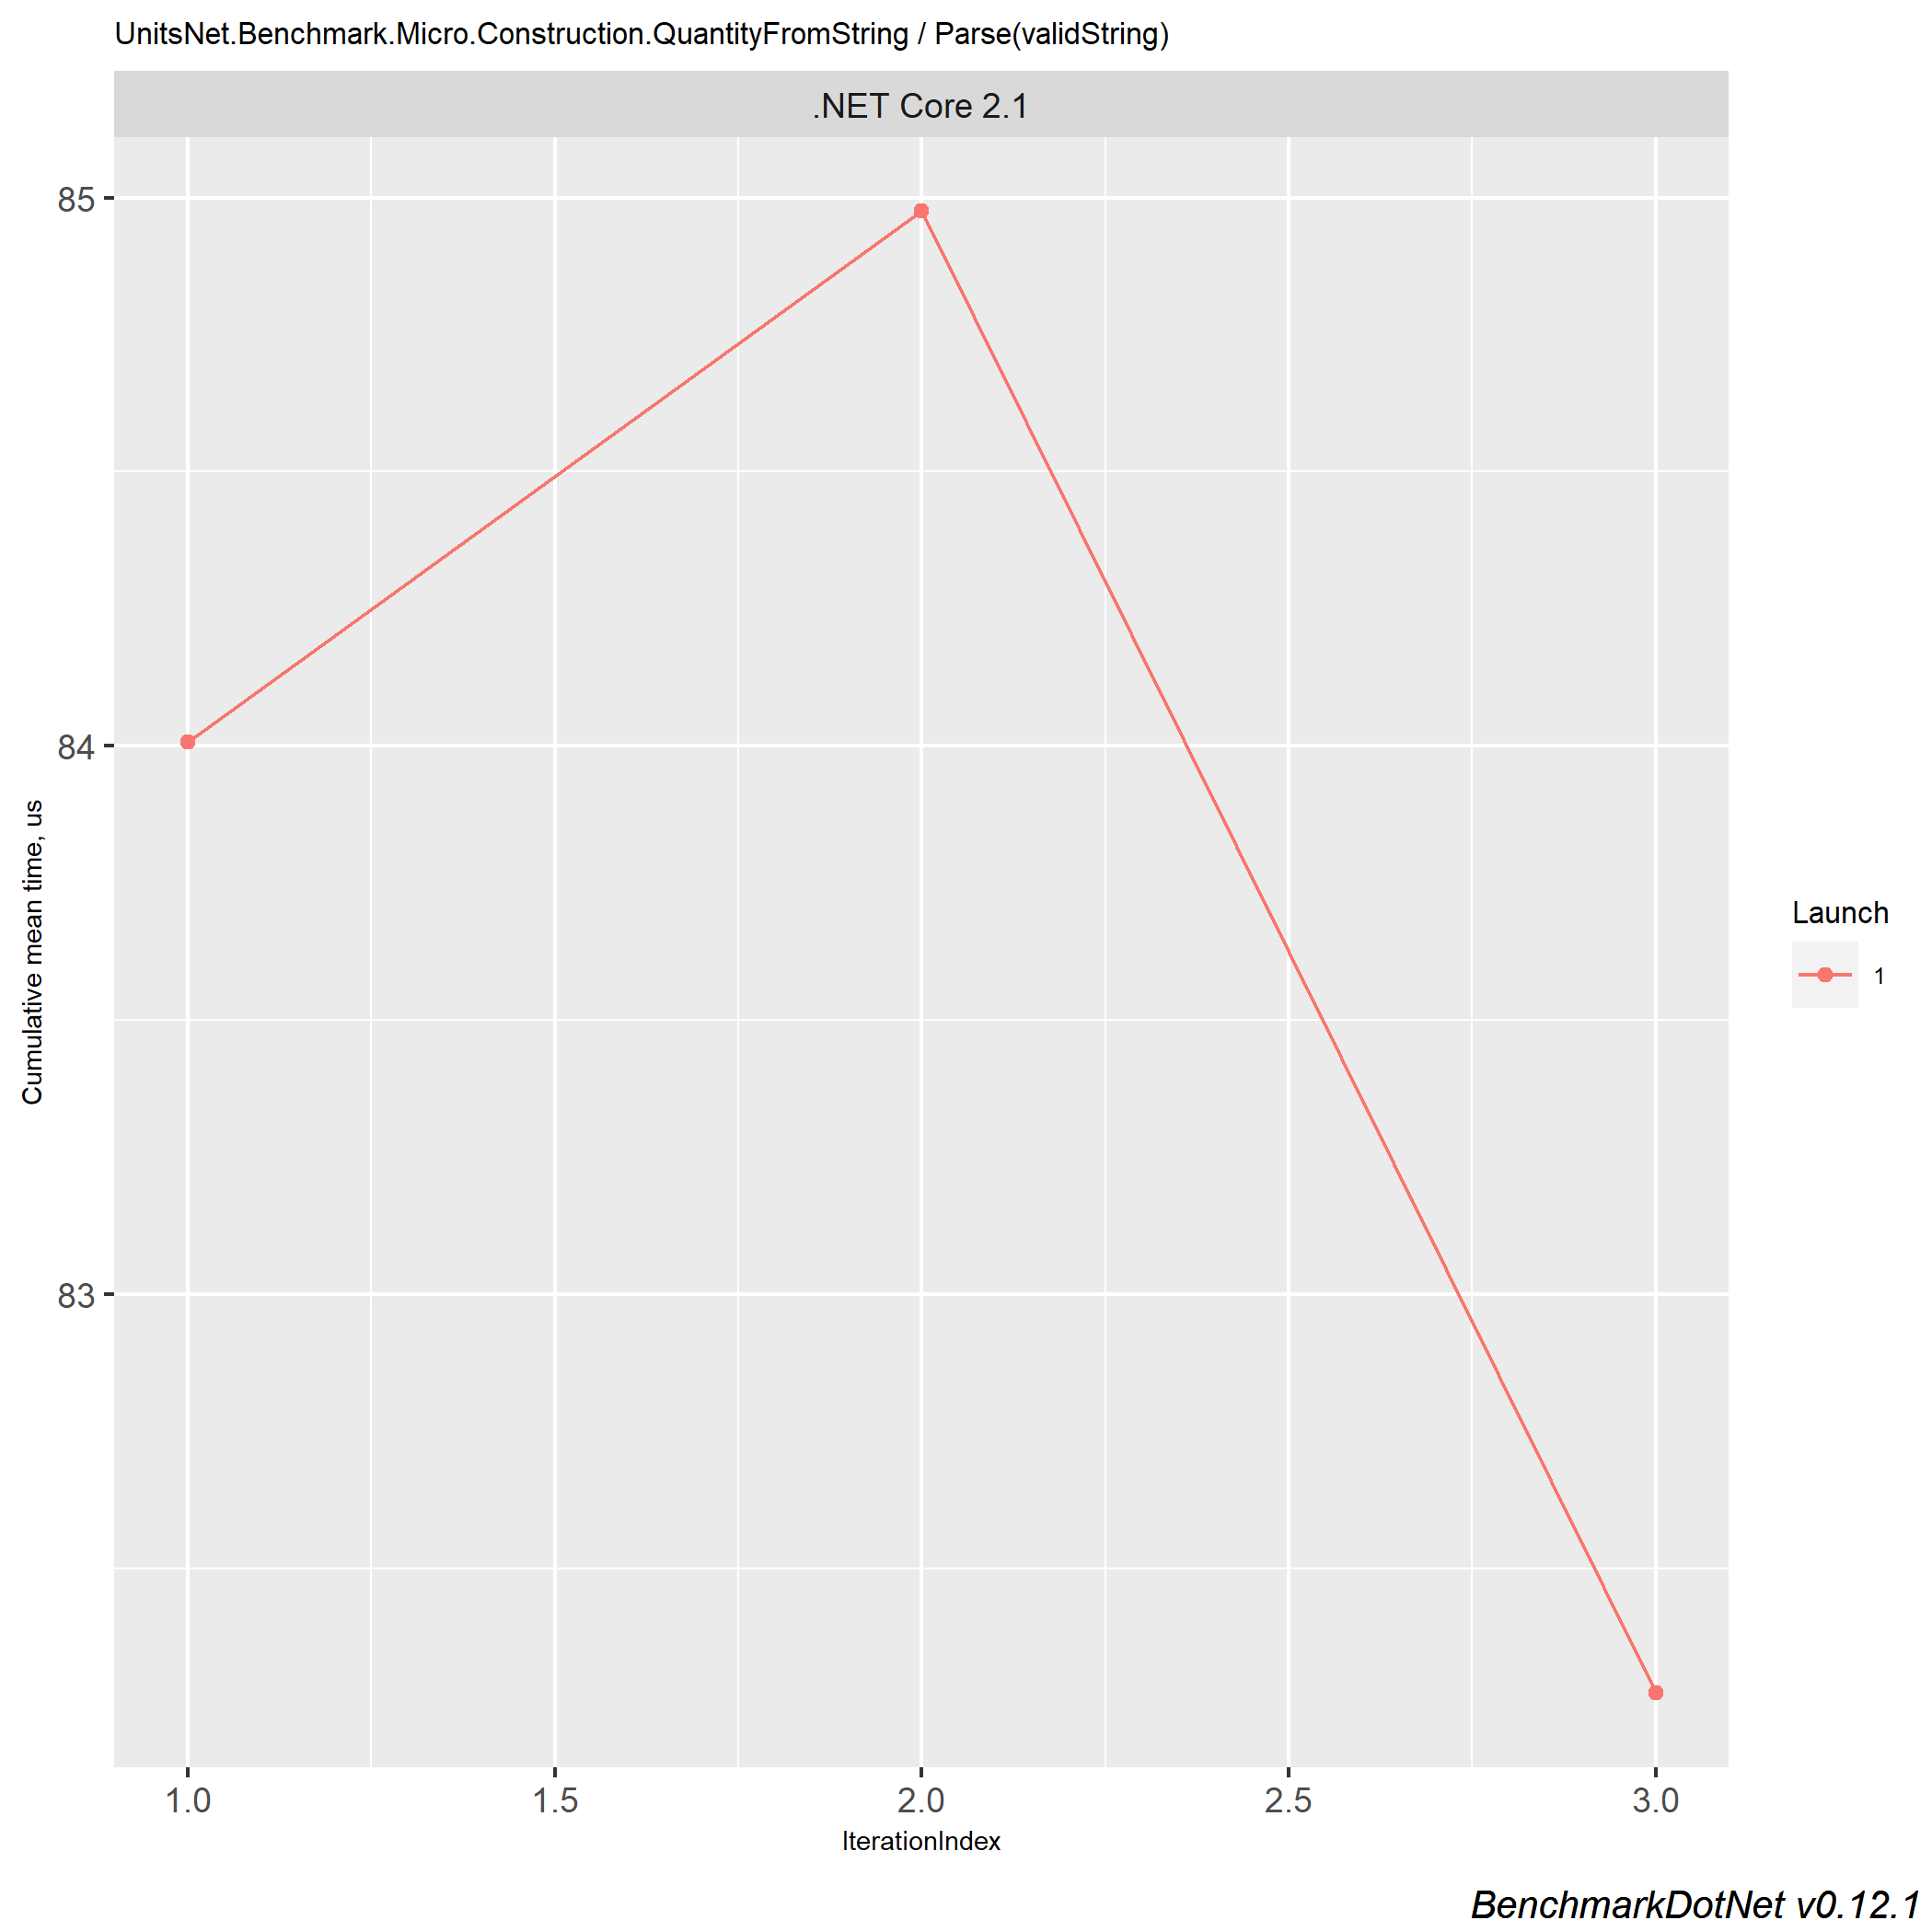 UnitsNet.Benchmark.Micro.Construction.QuantityFromString / Parse(validString)
.NET Core 2.1
85
84
83
Cumulative mean time, us
1.0 1.5 2.0 2.5 3.0
IterationIndex
Launch
1
BenchmarkDotNet v0.12.1